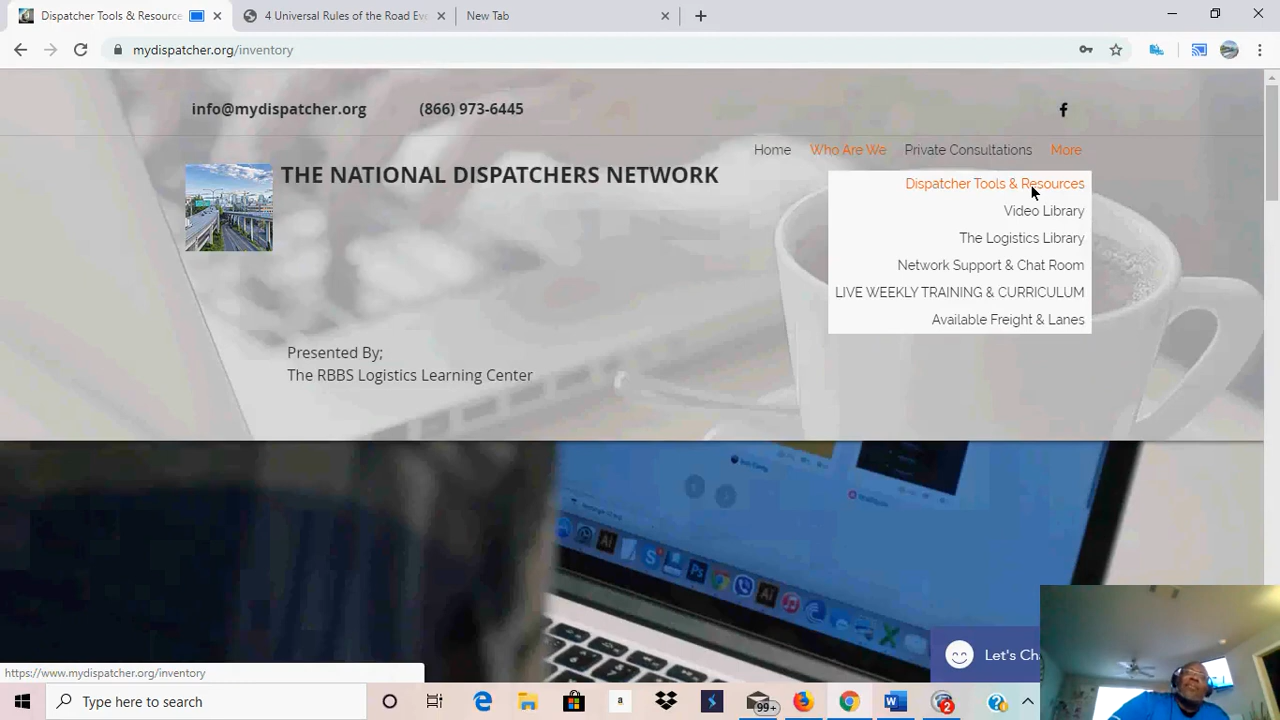 Dispatcher Tools & Resource
4 Universal Rules of the Road Eve
New Tab
mydispatcher.org/inventory
info@mydispatcher.org
(866) 973-6445
Home
Who Are We
Private Consultations
More
THE NATIONAL DISPATCHERS NETWORK
Dispatcher Tools & Resources
Video Library
The Logistics Library
Network Support & Chat Room
LIVE WEEKLY TRAINING & CURRICULUM
Available Freight & Lanes
Presented By;
The RBBS Logistics Learning Center
Let's Cha
https://www.mydispatcher.org/inventory
Type here to search
99+
2